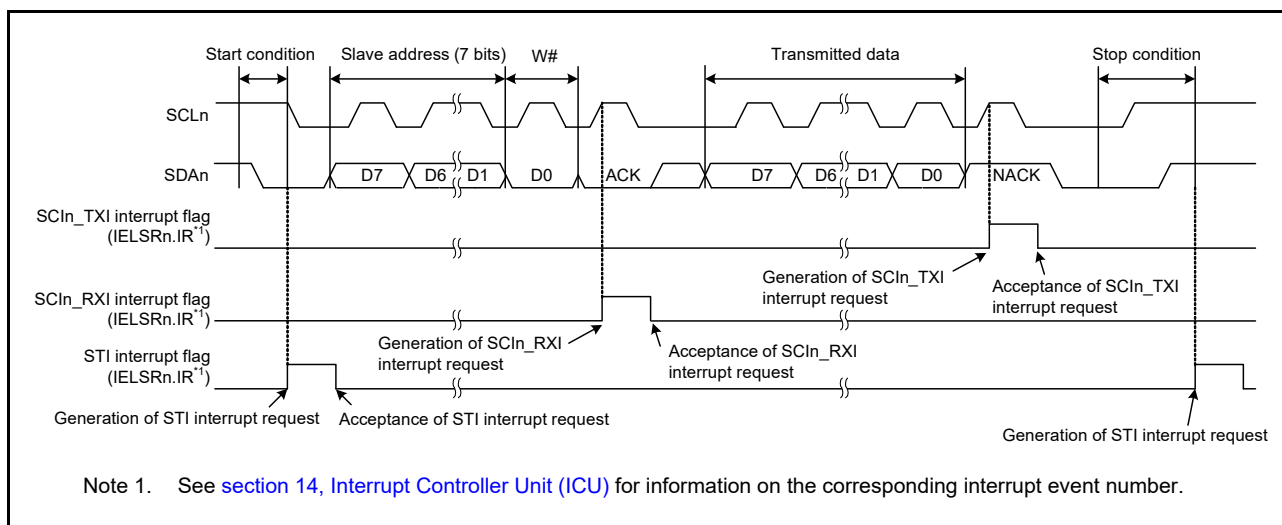 Start condition
Slave address (7 bits)
W#
Transmitted data
Stop condition
SCLn
SDAn
D7
D6
D1
D0
ACK
D7
D6
D1
D0
NACK
SCIn_TXI interrupt flag
(IELSRn.IR*1)
Generation of SCIn_TXI
interrupt request
Acceptance of SCIn_TXI
interrupt request
SCIn_RXI interrupt flag
(IELSRn.IR*1)
Generation of SCIn_RXI
interrupt request
Acceptance of SCIn_RXI
interrupt request
STI interrupt flag
(IELSRn.IR*1)
Generation of STI interrupt request
Acceptance of STI interrupt request
Generation of STI interrupt request
Note 1. See section 14, Interrupt Controller Unit (ICU) for information on the corresponding interrupt event number.